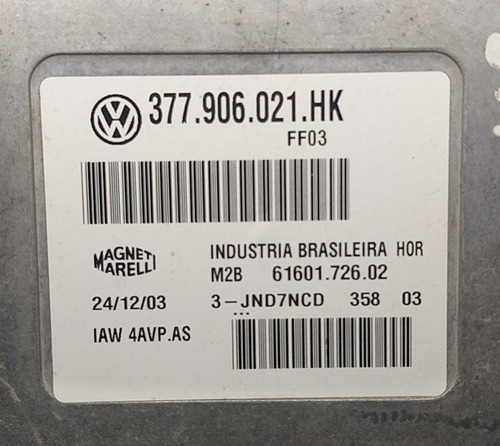 377.906.021.HK
FF03
MAGNETI MARELLI
INDUSTRIA BRASILEIRA HOR
M2B 61601.726.02
24/12/03 3-JND7NCD 358 03
...
IAW 4AVP.AS